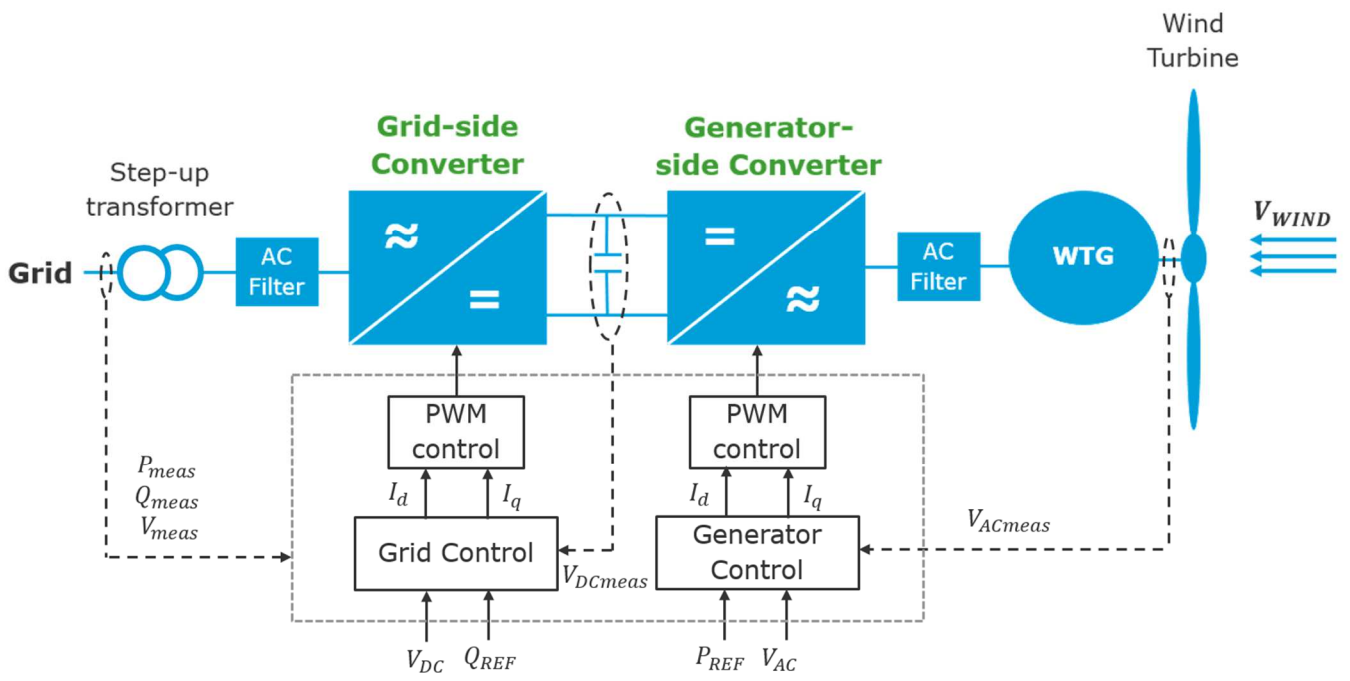 Wind
Turbine
Grid-side
Converter
Generator-
side Converter
Step-up
transformer
V_WIND
≈
=
=
≈
AC
Filter
AC
Filter
WTG
Grid
PWM
control
PWM
control
P_meas
Q_meas
V_meas
I_d
I_q
I_d
I_q
Grid Control
Generator
Control
V_ACmeas
V_DCmeas
V_DC
Q_REF
P_REF
V_AC